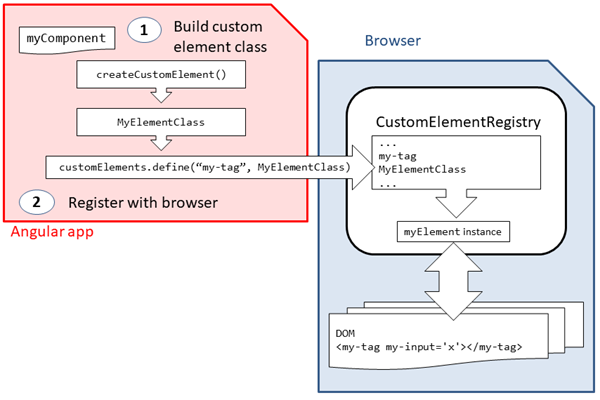 1
Build custom
element class
myComponent
createCustomElement()
MyElementClass
customElements.define(“my-tag”, MyElementClass)
2
Register with browser
Angular app
Browser
CustomElementRegistry
...
my-tag
MyElementClass
...
myElement instance
DOM
<my-tag my-input='x'></my-tag>